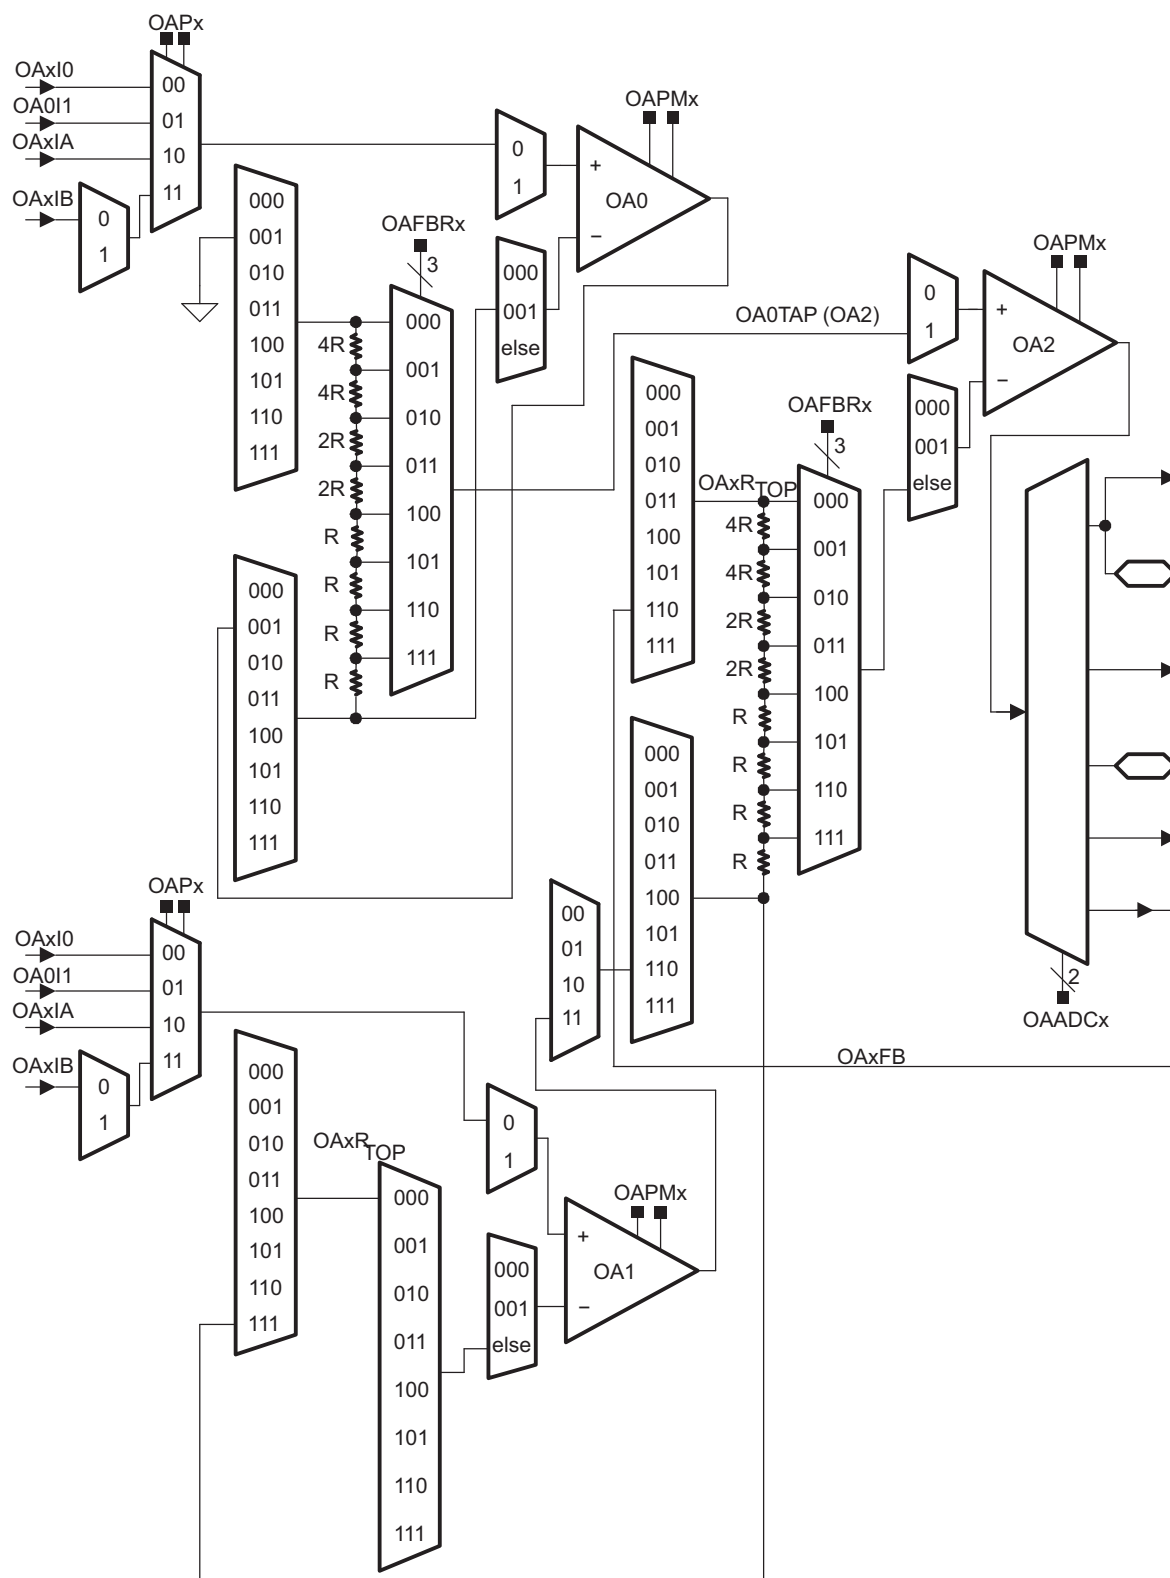 OAPx
OAxI0
OA0I1
OAxIA
OAxIB
00
01
10
11
0
1
000
001
010
011
100
101
110
111
OAFBRx
3
4R
4R
2R
2R
R
R
R
R
000
001
010
011
100
101
110
111
0
1
000
001
else
OAPMx
+
OA0
−
000
001
010
011
100
101
110
111
OA0TAP (OA2)
000
001
010
011
100
101
110
111
OAxRTOP
OAFBRx
3
4R
4R
2R
2R
R
R
R
R
000
001
010
011
100
101
110
111
0
1
000
001
else
OAPMx
+
OA2
−
000
001
010
011
100
101
110
111
00
01
10
11
2
OAADCx
OAxFB
OAPx
OAxI0
OA0I1
OAxIA
OAxIB
00
01
10
11
0
1
000
001
010
011
100
101
110
111
OAxRTOP
000
001
010
011
100
101
110
111
0
1
000
001
else
OAPMx
+
OA1
−